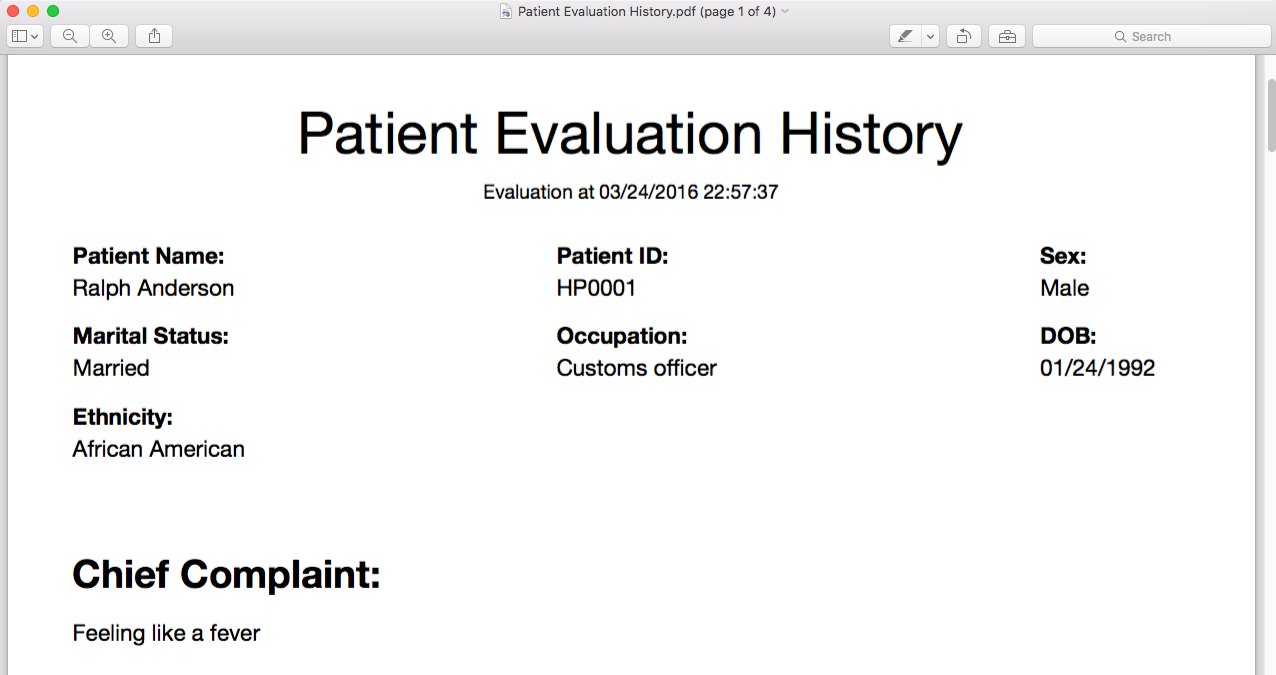 Patient Evaluation History.pdf (page 1 of 4)
Search
Patient Evaluation History
Evaluation at 03/24/2016 22:57:37
Patient Name: Patient ID: Sex:
Ralph Anderson HP0001 Male
Marital Status: Occupation: DOB:
Married Customs officer 01/24/1992
Ethnicity:
African American
Chief Complaint:
Feeling like a fever